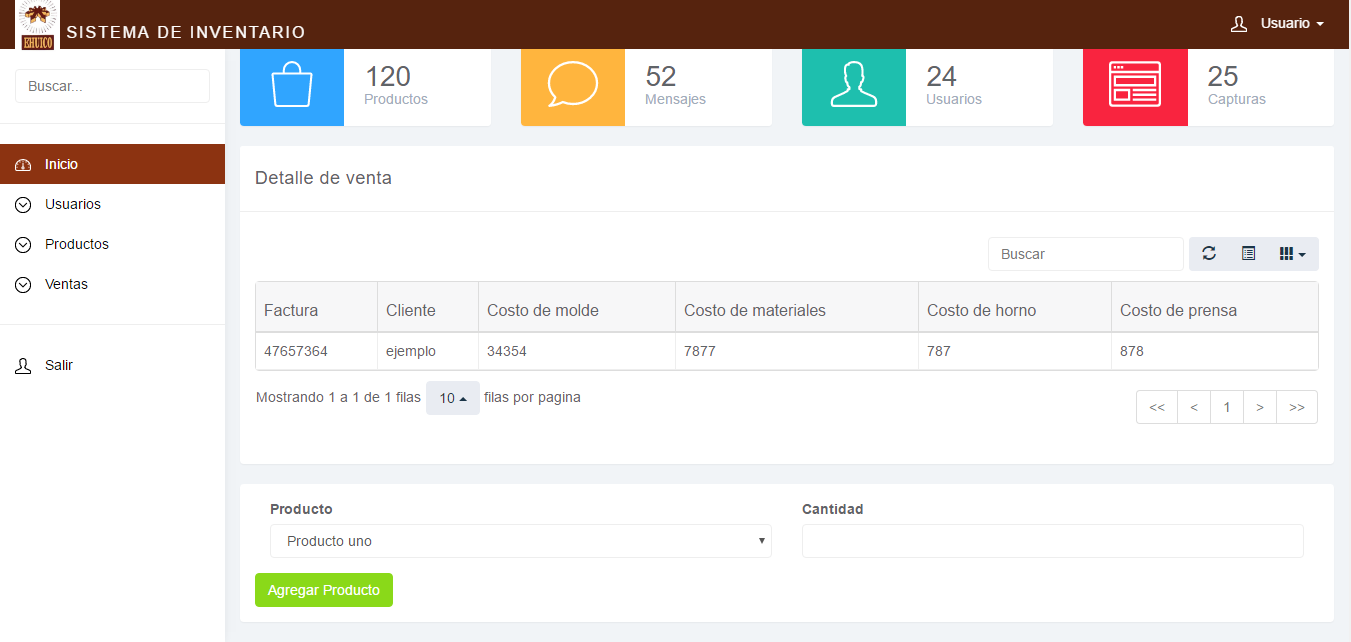 EHUICO
SISTEMA DE INVENTARIO
Usuario
Buscar...
Inicio
Usuarios
Productos
Ventas
Salir
120
Productos
52
Mensajes
24
Usuarios
25
Capturas
Detalle de venta
Buscar
Factura Cliente Costo de molde Costo de materiales Costo de horno Costo de prensa
47657364 ejemplo 34354 7877 787 878
Mostrando 1 a 1 de 1 filas 10 filas por pagina
<< < 1 > >>
Producto Cantidad
Producto uno
Agregar Producto